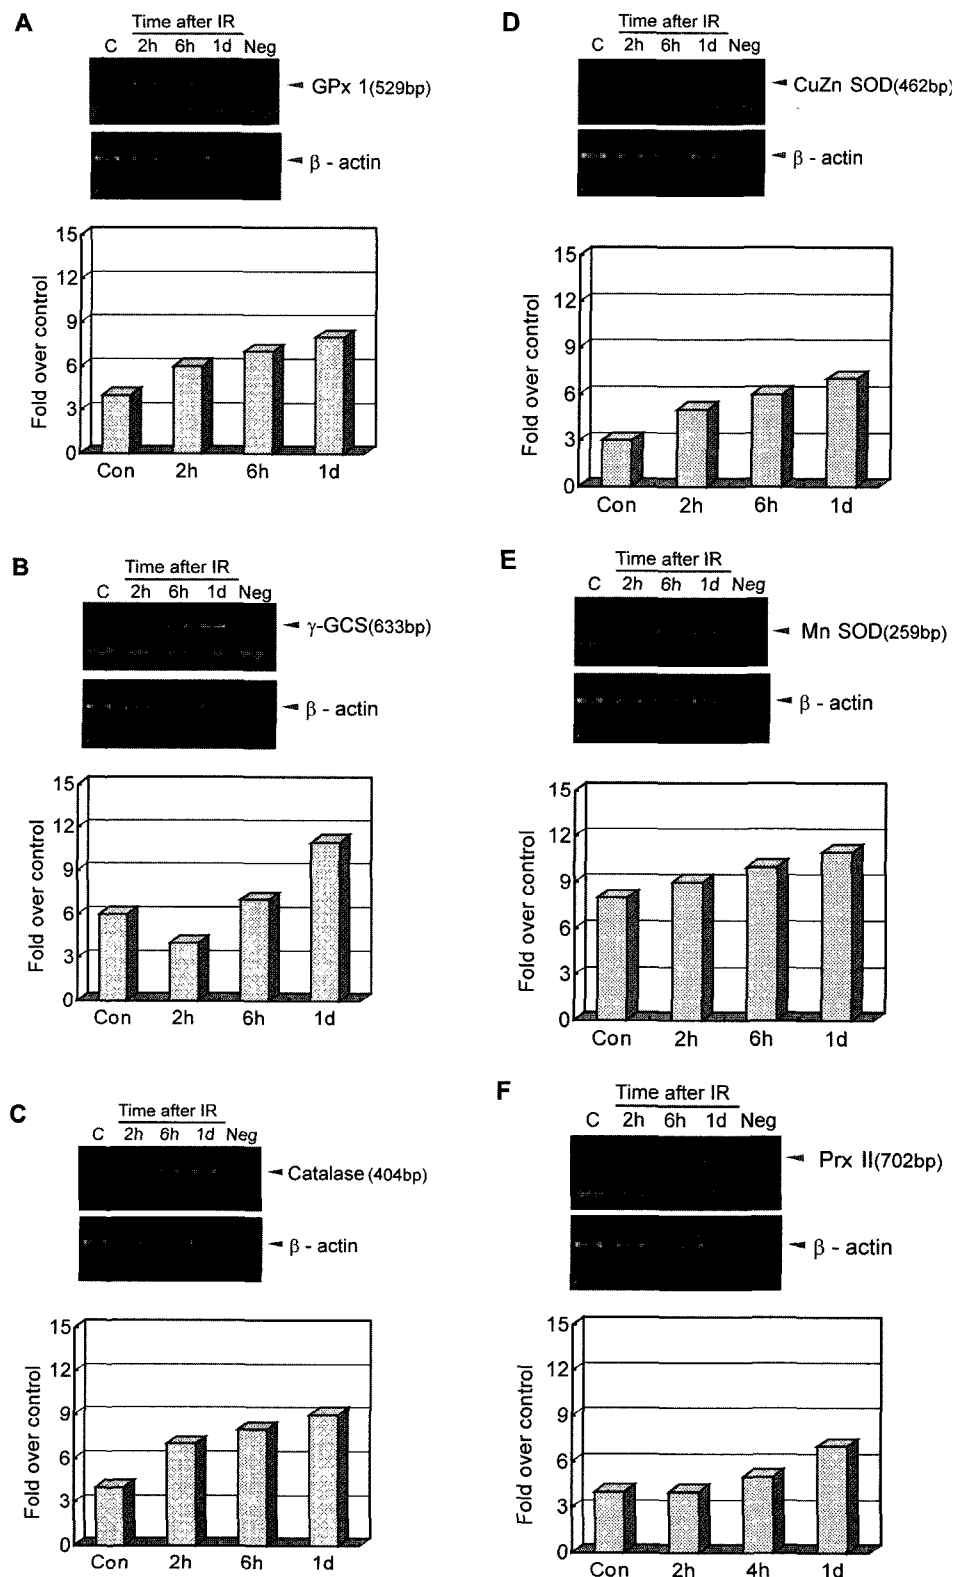 A
Time after IR
C 2h 6h 1d Neg
GPx 1(529bp)
β - actin
15
12
9
6
3
0
Fold over control
Con 2h 6h 1d
B
Time after IR
C 2h 6h 1d Neg
γ-GCS(633bp)
β - actin
15
12
9
6
3
0
Fold over control
Con 2h 6h 1d
C
Time after IR
C 2h 6h 1d Neg
Catalase (404bp)
β - actin
15
12
9
6
3
0
Fold over control
Con 2h 6h 1d
D
Time after IR
C 2h 6h 1d Neg
CuZn SOD(462bp)
β - actin
15
12
9
6
3
0
Fold over control
Con 2h 6h 1d
E
Time after IR
C 2h 6h 1d Neg
Mn SOD(259bp)
β - actin
15
12
9
6
3
0
Fold over control
Con 2h 6h 1d
F
Time after IR
C 2h 6h 1d Neg
Prx II(702bp)
β - actin
15
12
9
6
3
0
Fold over control
Con 2h 4h 1d